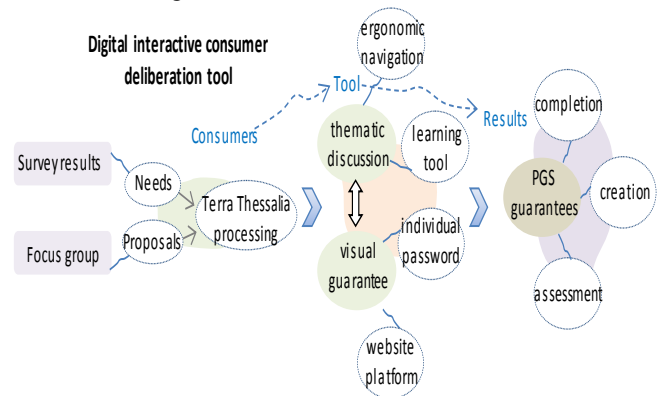 Digital interactive consumer
deliberation tool
ergonomic
navigation
Tool
Consumers
Results
completion
thematic
discussion
learning
tool
Survey results
Needs
Terra Thessalia
processing
PGS
guarantees
creation
Focus group
Proposals
individual
password
visual
guarantee
assessment
website
platform